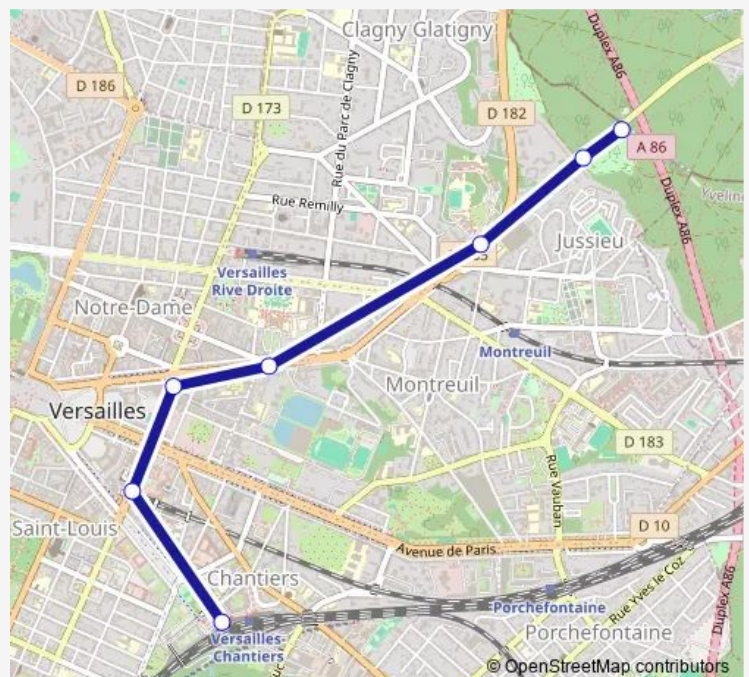 Clagny Glatigny
Duplex A86
D 186
D 173
Rue du Parc de Clagny
D 182
A 86
Rue Remilly
Jussieu
Duplex A86
Versailles
Rive Droite
Notre-Dame
Montreuil
Montreuil
Versailles
D 183
Rue Vauban
Saint-Louis
D 10
Avenue de Paris
Chantiers
Porchefontaine
Rue Yves le Coz
Duplex A86
Versailles-
Chantiers
Porchefontaine
© OpenStreetMap contributors